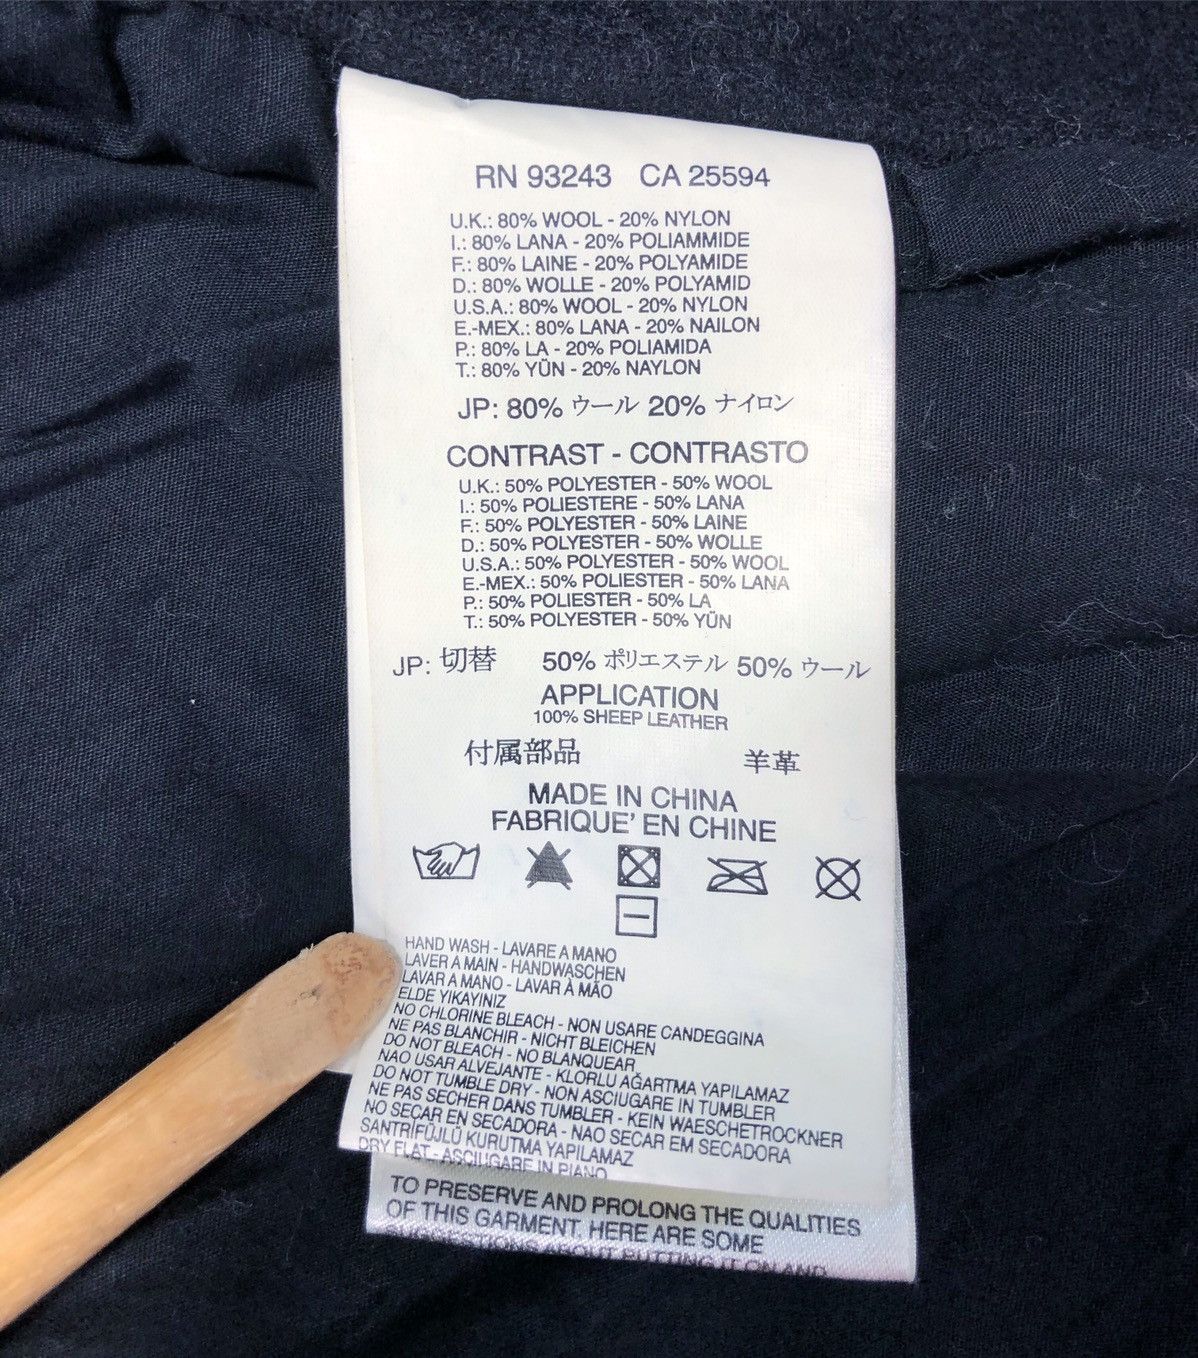 RN 93243 CA 25594
U.K.: 80% WOOL - 20% NYLON
I.: 80% LANA - 20% POLIAMMIDE
F.: 80% LAINE - 20% POLYAMIDE
D.: 80% WOLLE - 20% POLYAMID
U.S.A.: 80% WOOL - 20% NYLON
E.-MEX.: 80% LANA - 20% NAILON
P.: 80% LA - 20% POLIAMIDA
T.: 80% YÜN - 20% NAYLON
JP: 80% ウール 20% ナイロン
CONTRAST - CONTRASTO
U.K.: 50% POLYESTER - 50% WOOL
I.: 50% POLIESTERE - 50% LANA
F.: 50% POLYESTER - 50% LAINE
D.: 50% POLYESTER - 50% WOLLE
U.S.A.: 50% POLYESTER - 50% WOOL
E.-MEX.: 50% POLIESTER - 50% LANA
P.: 50% POLIESTER - 50% LA
T.: 50% POLYESTER - 50% YÜN
JP: 切替 50% ポリエステル 50% ウール
APPLICATION
100% SHEEP LEATHER
付属部品 羊革
MADE IN CHINA
FABRIQUE' EN CHINE
HAND WASH - LAVARE A MANO
LAVER A MAIN - HANDWASCHEN
LAVAR A MANO - LAVAR À MÃO
ELDE YIKAYINIZ
NO CHLORINE BLEACH - NON USARE CANDEGGINA
NE PAS BLANCHIR - NICHT BLEICHEN
DO NOT BLEACH - NO BLANQUEAR
NAO USAR ALVEJANTE - KLORLU AĞARTMA YAPILAMAZ
DO NOT TUMBLE DRY - NON ASCIUGARE IN TUMBLER
NE PAS SECHER DANS TUMBLER - KEIN WAESCHETROCKNER
NO SECAR EN SECADORA - NAO SECAR EM SECADORA
SANTRİFÜJLÜ KURUTMA YAPILAMAZ
DRY FLAT - ASCIUGARE IN PIANO
TO PRESERVE AND PROLONG THE QUALITIES
OF THIS GARMENT, HERE ARE SOME
SUGGESTIONS ABOUT PUTTING IT ON AND